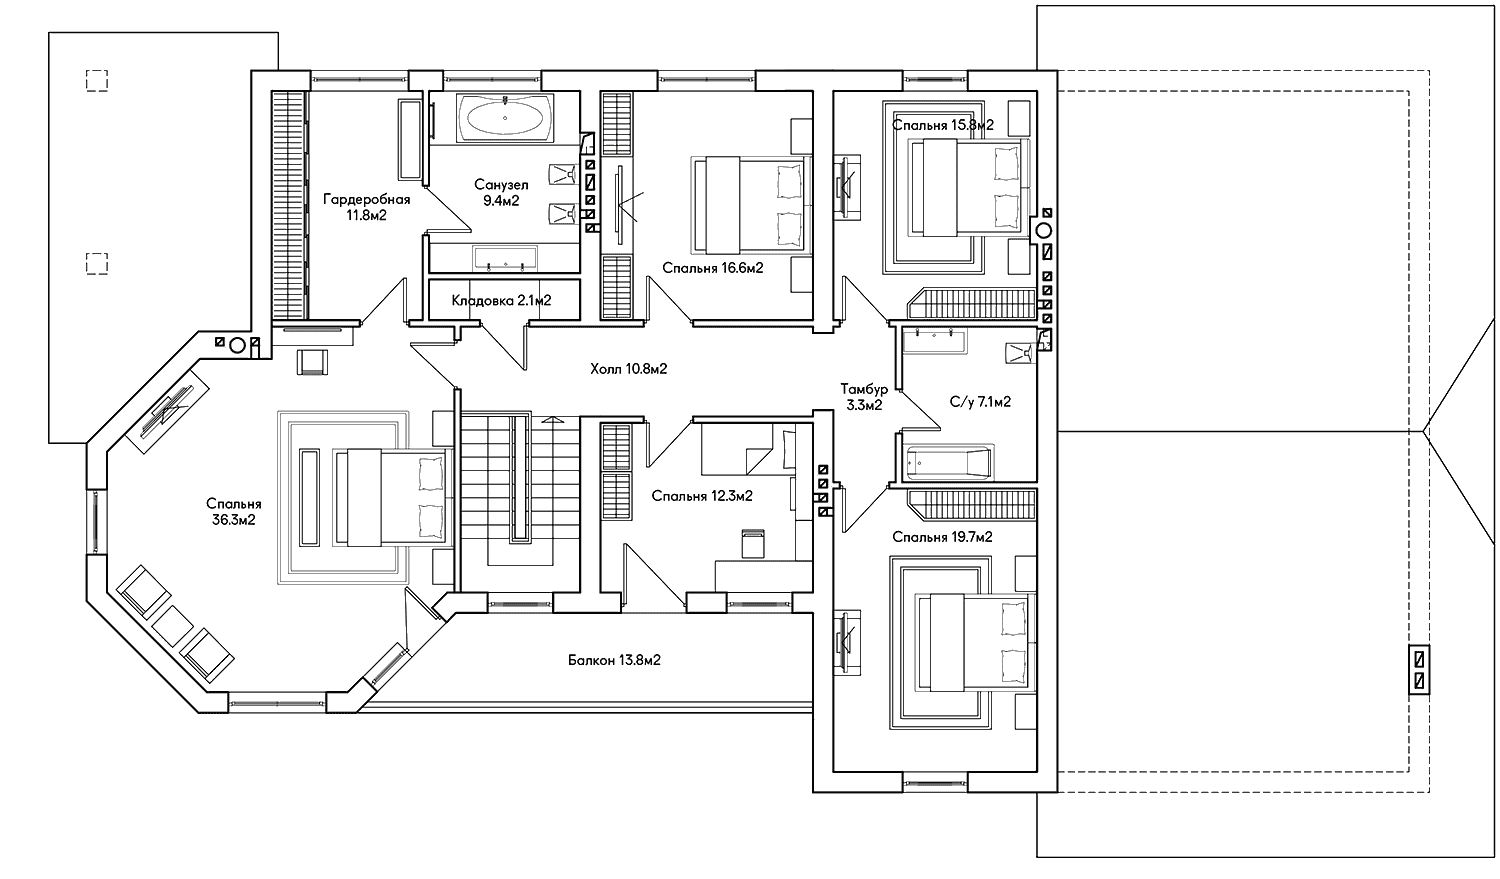 Спальня 15.8м2
Санузел
9.4м2
Гардеробная
11.8м2
Спальня 16.6м2
Кладовка 2.1м2
Холл 10.8м2
Тамбур
3.3м2
С/у 7.1м2
Спальня
36.3м2
Спальня 12.3м2
Спальня 19.7м2
Балкон 13.8м2